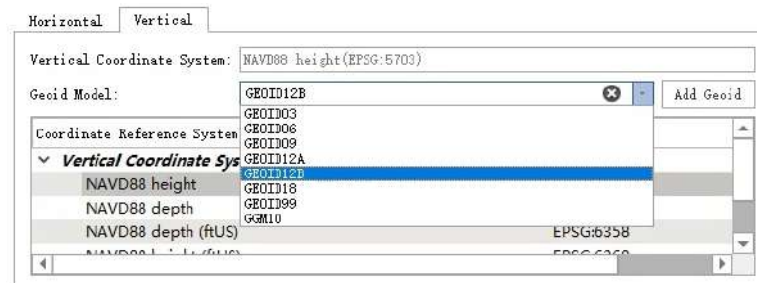 Horizontal Vertical
Vertical Coordinate System: NAVD88 height(EPSG:5703)
Geoid Model: GEOID12B Add Geoid
GEOID03
GEOID06
GEOID09
GEOID12A
GEOID12B
GEOID18
GEOID99
GGM10
Coordinate Reference System
Vertical Coordinate Sys
NAVD88 height
NAVD88 depth
NAVD88 depth (ftUS) EPSG:6358